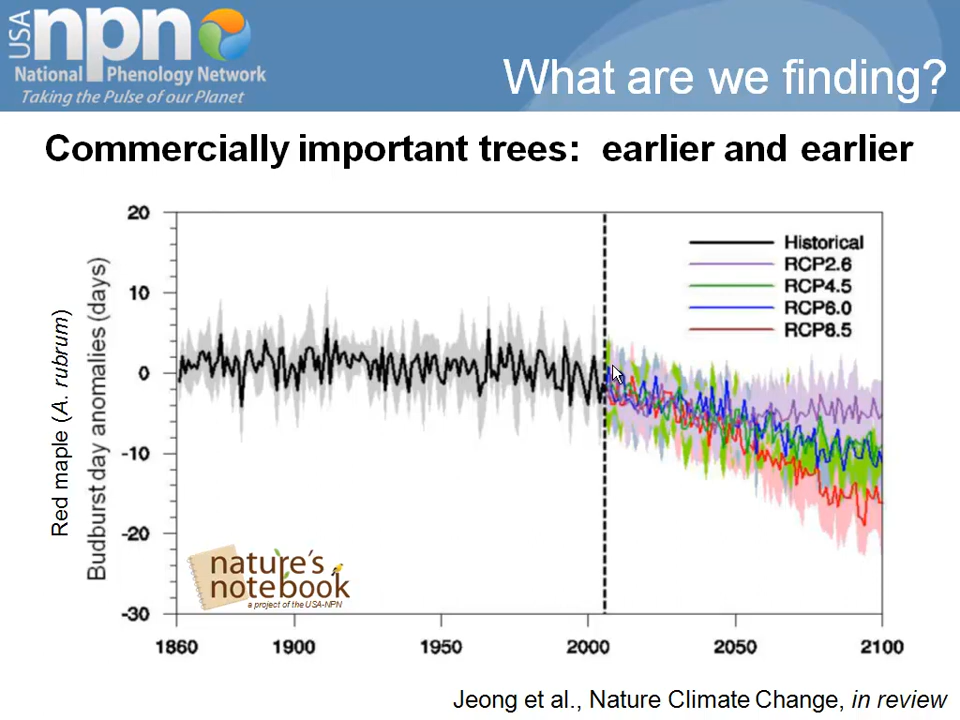 USA
npn
National Phenology Network
Taking the Pulse of our Planet
What are we finding?
Commercially important trees: earlier and earlier
Red maple (A. rubrum)
Budburst day anomalies (days)
20
10
0
-10
-20
-30
Historical
RCP2.6
RCP4.5
RCP6.0
RCP8.5
nature's
notebook
a project of the USA-NPN
1860
1900
1950
2000
2050
2100
Jeong et al., Nature Climate Change, in review